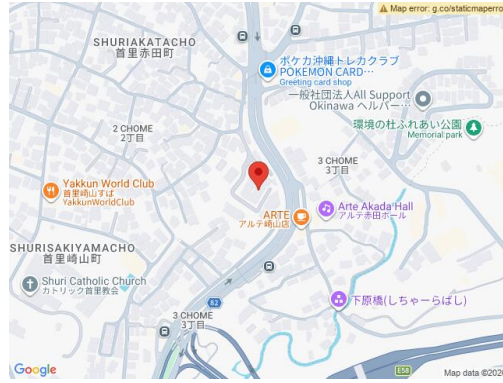 Map error: g.co/staticmaperro
SHURIAKATACHO
首里赤田町
ポケカ沖縄トレカクラブ
POKEMON CARD…
Greeting card shop
一般社団法人All Support
Okinawa ヘルパー…
環境の杜ふれあい公園
Memorial park
2 CHOME
2丁目
3 CHOME
3丁目
Yakkun World Club
首里崎山すば
YakkunWorldClub
Arte Akada Hall
アルテ赤田ホール
ARTE
アルテ崎山店
SHURISAKIYAMACHO
首里崎山町
Shuri Catholic Church
カトリック首里教会
82
下原橋(しちゃーらばし)
3 CHOME
3丁目
Google
E58
Map data ©202